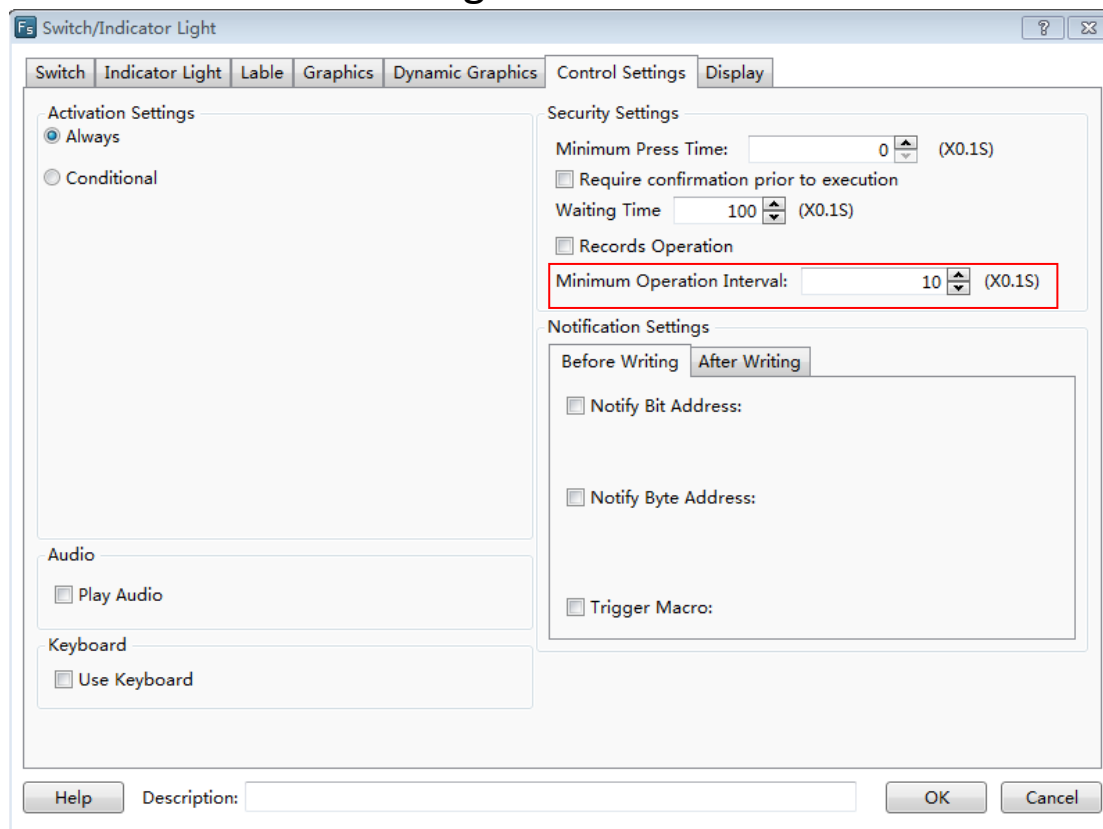 Fs Switch/Indicator Light
Switch Indicator Light Lable Graphics Dynamic Graphics Control Settings Display
Activation Settings
Always
Conditional
Audio
Play Audio
Keyboard
Use Keyboard
Security Settings
Minimum Press Time: 0 (X0.1S)
Require confirmation prior to execution
Waiting Time 100 (X0.1S)
Records Operation
Minimum Operation Interval: 10 (X0.1S)
Notification Settings
Before Writing After Writing
Notify Bit Address:
Notify Byte Address:
Trigger Macro:
Help Description: OK Cancel